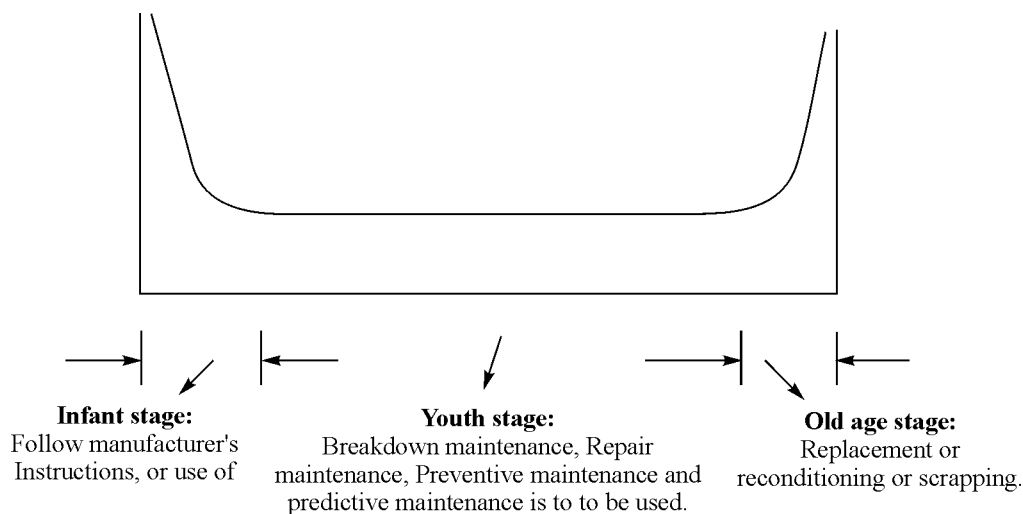 Infant stage:
Follow manufacturer's
Instructions, or use of
Youth stage:
Breakdown maintenance, Repair
maintenance, Preventive maintenance and
predictive maintenance is to to be used.
Old age stage:
Replacement or
reconditioning or scrapping.